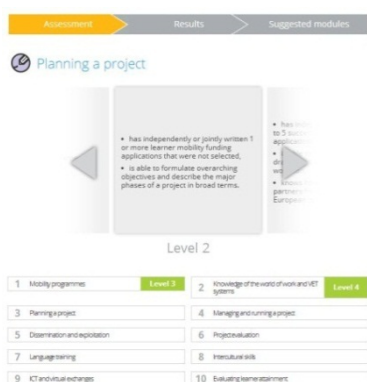 Assessment
Results
Suggested modules
Planning a project
• has independently or jointly written 1
or more learner mobility funding
applications that were not selected,
• is able to formulate overarching
objectives and describe the major
phases of a project in broad terms.
• has
to 5
Level 2
1 Mobility programmes Level 3
2 Knowledge of the world of work and VET
systems Level 4
3 Planning a project
4 Managing and running a project
5 Dissemination and exploitation
6 Project evaluation
7 Language training
8 Intercultural skills
9 ICT and virtual exchanges
10 Evaluating learner attainment